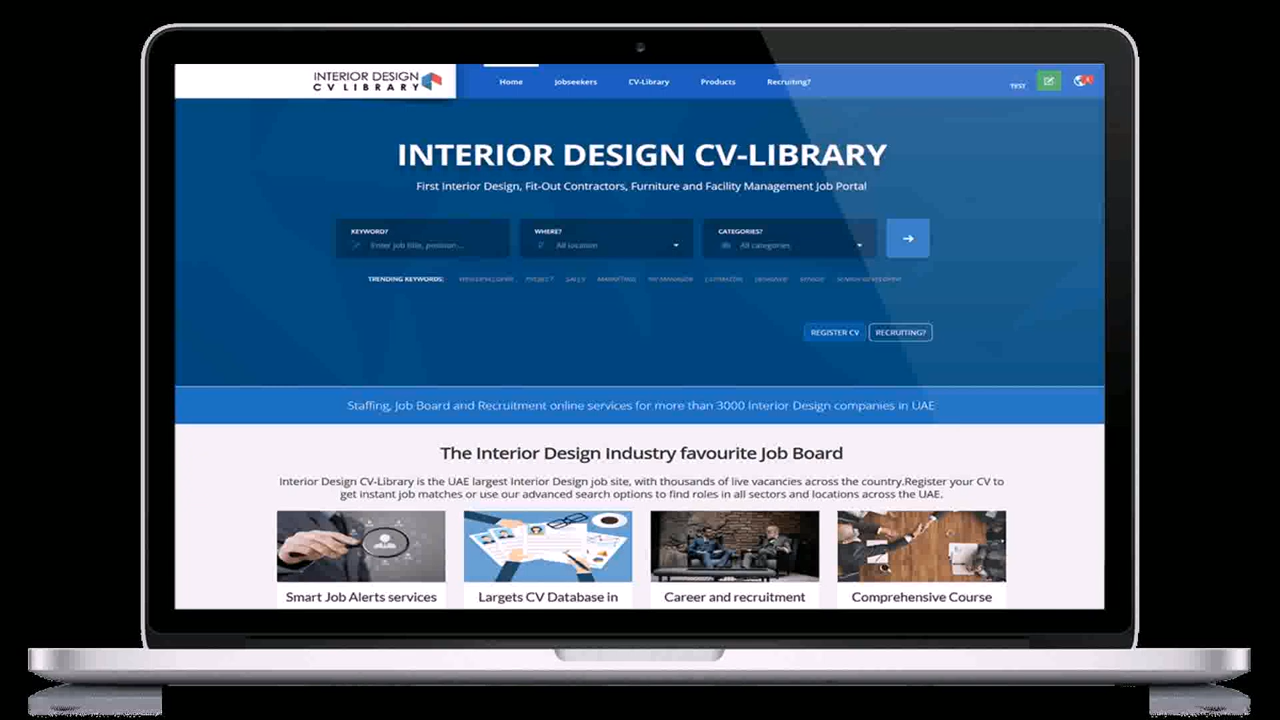 INTERIOR DESIGN
CV LIBRARY
Home Jobseekers CV-Library Products Recruiting?
TEST
INTERIOR DESIGN CV-LIBRARY
First Interior Design, Fit-Out Contractors, Furniture and Facility Management Job Portal
KEYWORD? WHERE? CATEGORIES?
Enter job title, position... All location All categories
TRENDING KEYWORDS:
REGISTER CV RECRUITING?
Staffing, Job Board and Recruitment online services for more than 3000 Interior Design companies in UAE
The Interior Design Industry favourite Job Board
Interior Design CV-Library is the UAE largest Interior Design job site, with thousands of live vacancies across the country.Register your CV to
get instant job matches or use our advanced search options to find roles in all sectors and locations across the UAE.
Smart Job Alerts services Largets CV Database in Career and recruitment Comprehensive Course